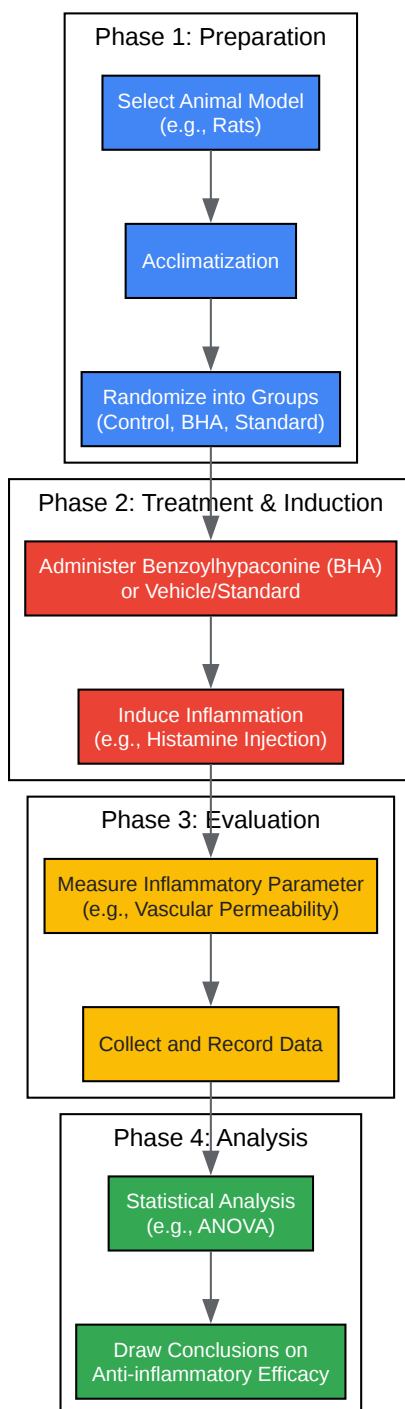 Phase 1: Preparation
Select Animal Model
(e.g., Rats)
Acclimatization
Randomize into Groups
(Control, BHA, Standard)
Phase 2: Treatment & Induction
Administer Benzoylhypaconine (BHA)
or Vehicle/Standard
Induce Inflammation
(e.g., Histamine Injection)
Phase 3: Evaluation
Measure Inflammatory Parameter
(e.g., Vascular Permeability)
Collect and Record Data
Phase 4: Analysis
Statistical Analysis
(e.g., ANOVA)
Draw Conclusions on
Anti-inflammatory Efficacy